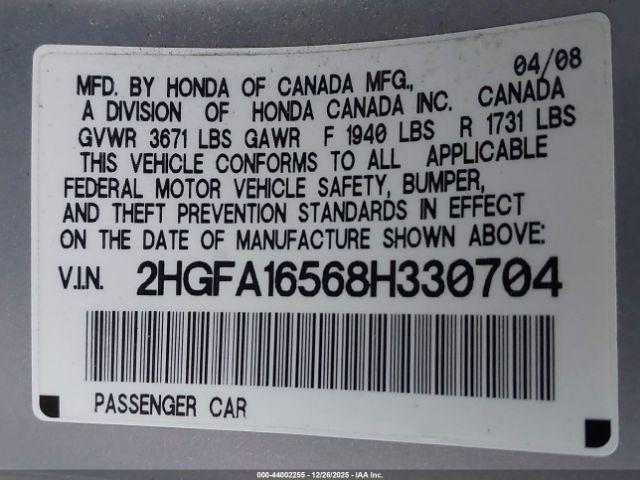 04/08
MFD. BY HONDA OF CANADA MFG.,
A DIVISION OF HONDA CANADA INC. CANADA
GVWR 3671 LBS GAWR F 1940 LBS R 1731 LBS
THIS VEHICLE CONFORMS TO ALL APPLICABLE
FEDERAL MOTOR VEHICLE SAFETY, BUMPER,
AND THEFT PREVENTION STANDARDS IN EFFECT
ON THE DATE OF MANUFACTURE SHOWN ABOVE:
V.I.N. 2HGFA16568H330704
PASSENGER CAR
000-44002255 - 12/26/2025 - IAA Inc.